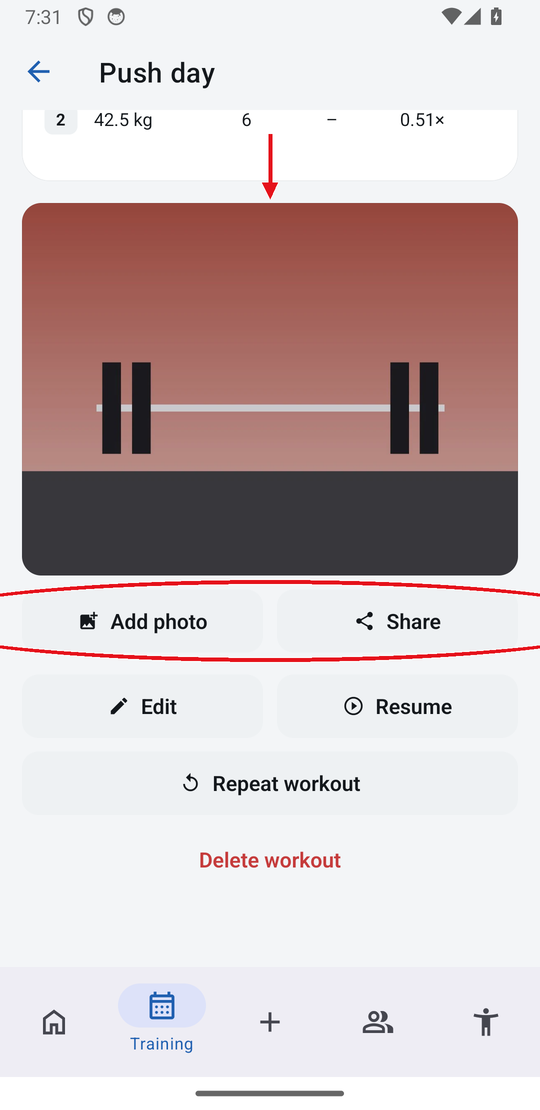 7:31
Push day
2 42.5 kg 6 – 0.51×
Add photo Share
Edit Resume
Repeat workout
Delete workout
Training